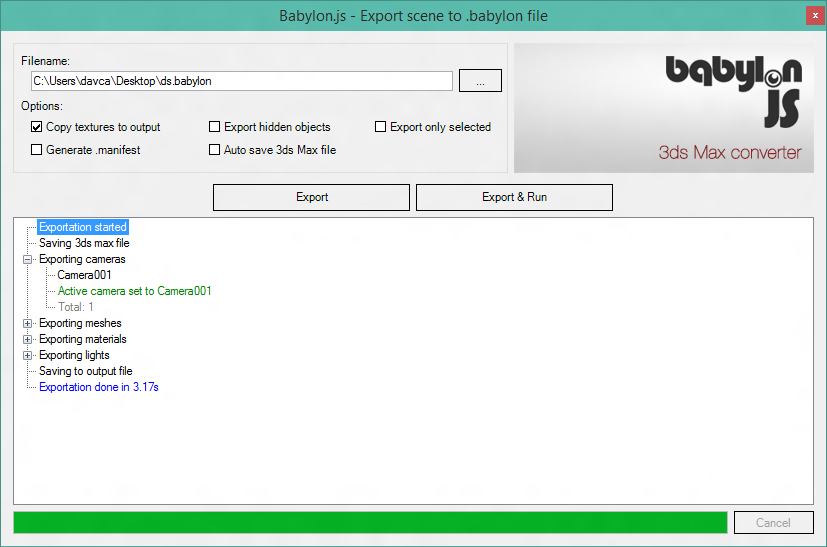 Babylon.js - Export scene to .babylon file
x
Filename:
C:\Users\davca\Desktop\ds.babylon
...
Options:
Copy textures to output
Export hidden objects
Export only selected
Generate .manifest
Auto save 3ds Max file
babylon
JS
3ds Max converter
Export
Export & Run
Exportation started
Saving 3ds max file
Exporting cameras
Camera001
Active camera set to Camera001
Total: 1
Exporting meshes
Exporting materials
Exporting lights
Saving to output file
Exportation done in 3.17s
Cancel